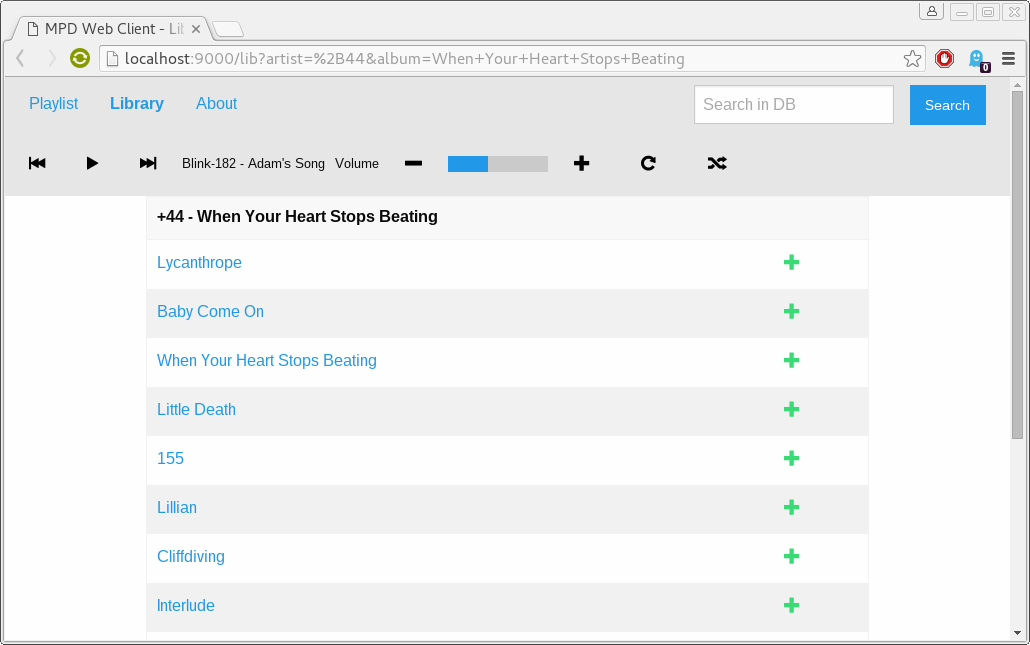 MPD Web Client - Lib
localhost:9000/lib?artist=%2B44&album=When+Your+Heart+Stops+Beating
0
Playlist Library About Search in DB Search
Blink-182 - Adam's Song Volume
+44 - When Your Heart Stops Beating
Lycanthrope
Baby Come On
When Your Heart Stops Beating
Little Death
155
Lillian
Cliffdiving
Interlude